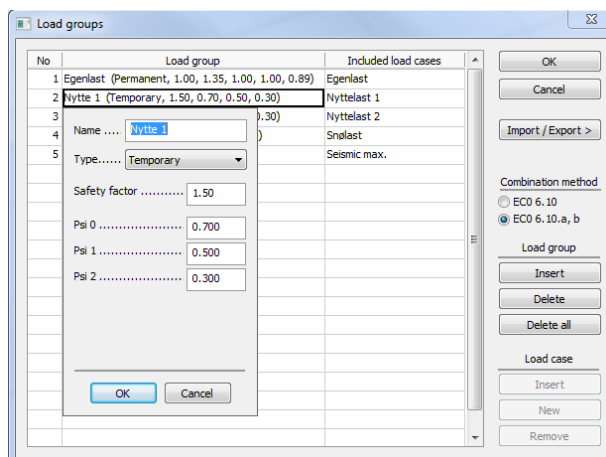 Load groups
No Load group Included load cases
1 Egenlast (Permanent, 1.00, 1.35, 1.00, 1.00, 0.89) Egenlast
2 Nytte 1 (Temporary, 1.50, 0.70, 0.50, 0.30) Nyttelast 1
3 .30) Nyttelast 2
4 ) Snølast
5 Seismic max.
Name .... Nytte 1
Type...... Temporary
Safety factor ........... 1.50
Psi 0 ...................... 0.700
Psi 1 ...................... 0.500
Psi 2 ...................... 0.300
OK Cancel
OK
Cancel
Import / Export >
Combination method
EC0 6.10
EC0 6.10.a, b
Load group
Insert
Delete
Delete all
Load case
Insert
New
Remove